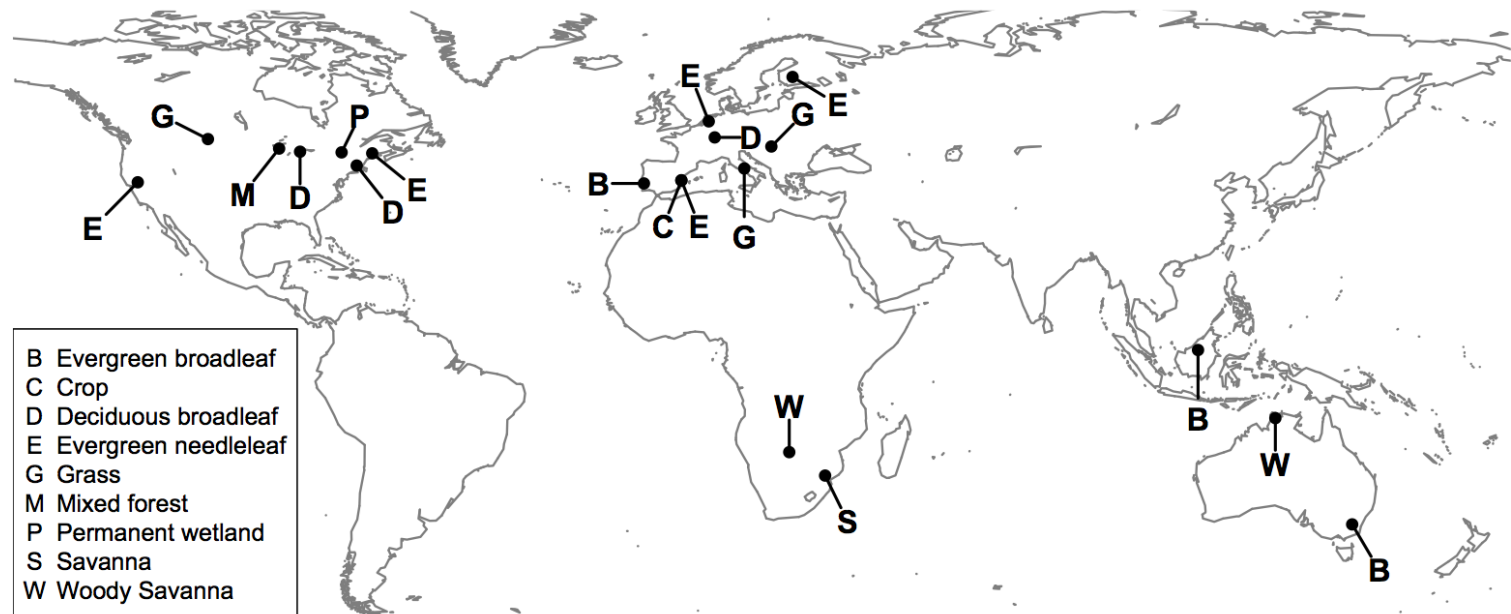 E
E
G
P
G
D
M
D
E
D
E
B
C
E
G
W
B
W
S
B
B Evergreen broadleaf
C Crop
D Deciduous broadleaf
E Evergreen needleleaf
G Grass
M Mixed forest
P Permanent wetland
S Savanna
W Woody Savanna